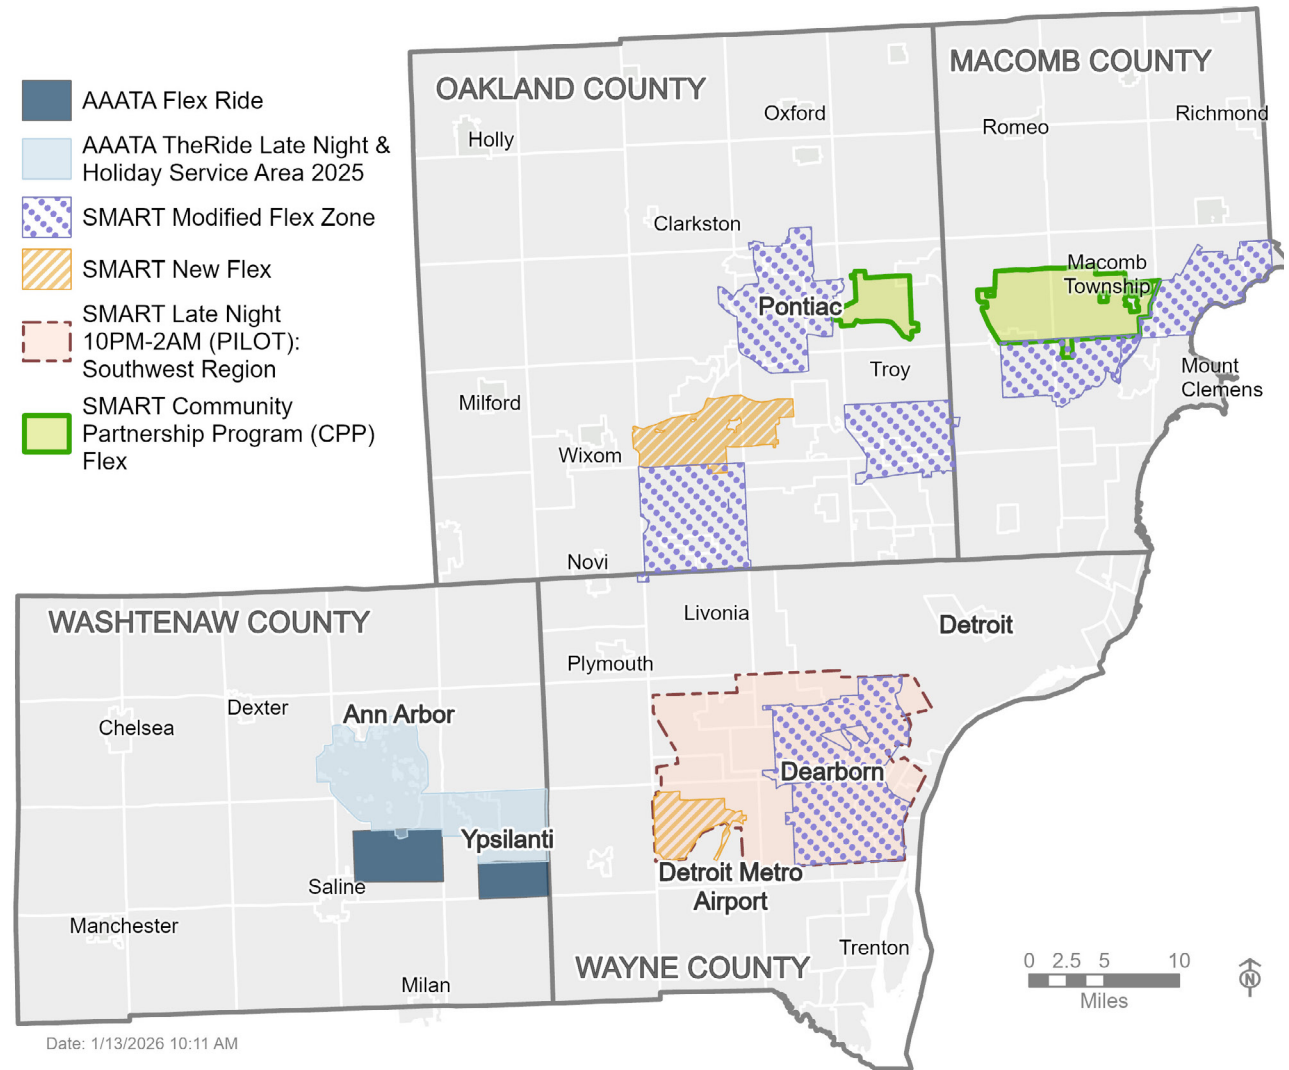 AAATA Flex Ride
AAATA TheRide Late Night &
Holiday Service Area 2025
SMART Modified Flex Zone
SMART New Flex
SMART Late Night
10PM-2AM (PILOT):
Southwest Region
SMART Community
Partnership Program (CPP)
Flex
OAKLAND COUNTY
MACOMB COUNTY
Holly
Oxford
Romeo
Richmond
Clarkston
Macomb
Township
Pontiac
Troy
Mount
Clemens
Milford
Wixom
Novi
WASHTENAW COUNTY
Livonia
Detroit
Plymouth
Chelsea
Dexter
Ann Arbor
Dearborn
Ypsilanti
Saline
Detroit Metro
Airport
Manchester
Milan
WAYNE COUNTY
Trenton
0 2.5 5 10
Miles
N
Date: 1/13/2026 10:11 AM